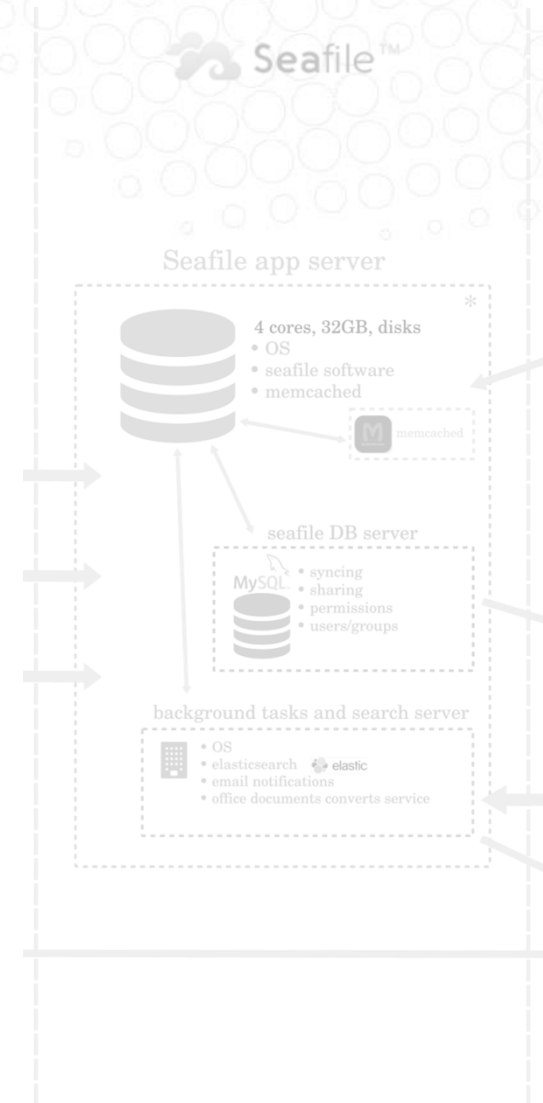 Seafile™
Seafile app server
*
4 cores, 32GB, disks
• OS
• seafile software
• memcached
M memcached
seafile DB server
MySQL
• syncing
• sharing
• permissions
• users/groups
background tasks and search server
• OS
• elasticsearch elastic
• email notifications
• office documents converts service